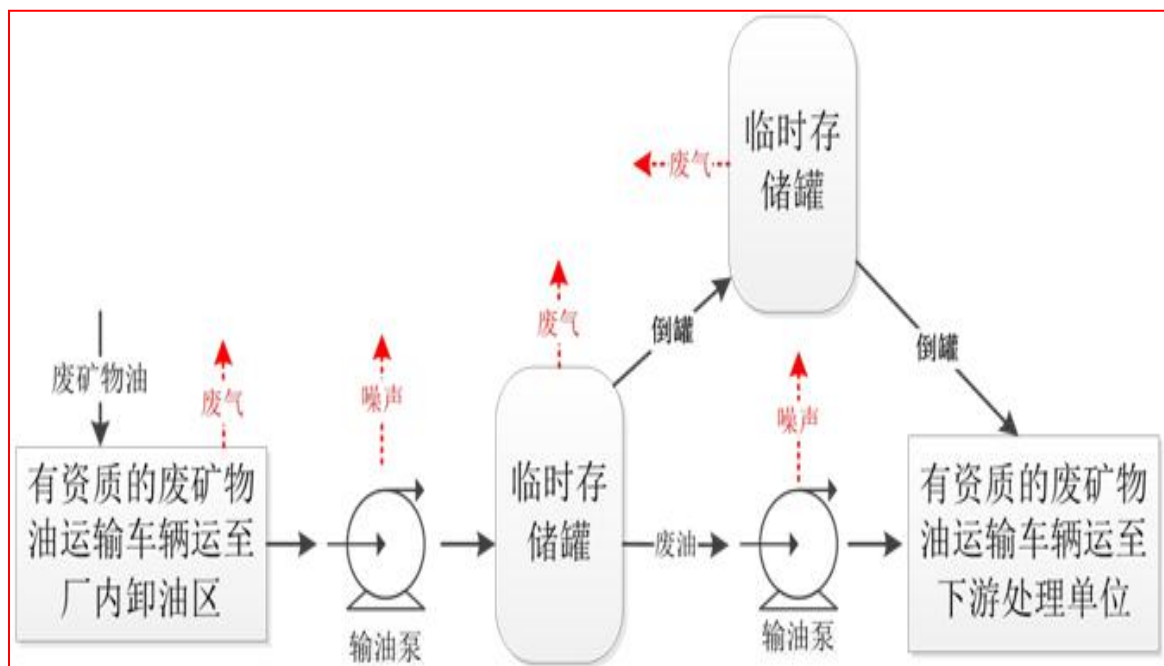 临时存
储罐
废气
废气
倒罐
倒罐
废矿物油
废气
噪声
噪声
有资质的废矿物
油运输车辆运至
厂内卸油区
输油泵
临时存
储罐
废油
输油泵
有资质的废矿物
油运输车辆运至
下游处理单位